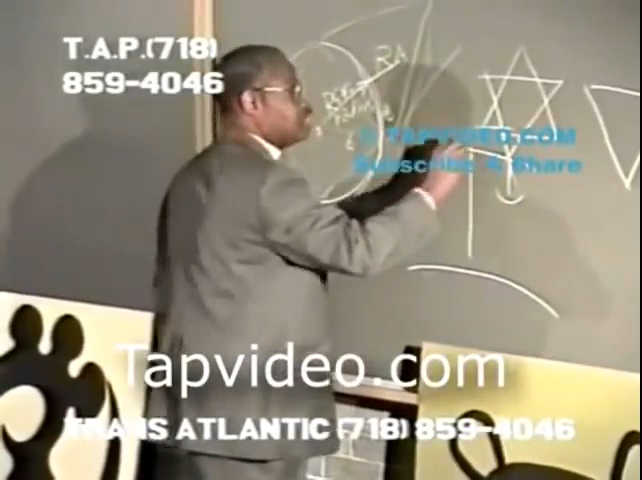 T.A.P.(718)
859-4046
RA
© TAPVIDEO.COM
Subscribe & Share
Tapvideo.com
TRANS ATLANTIC (718) 859-4046